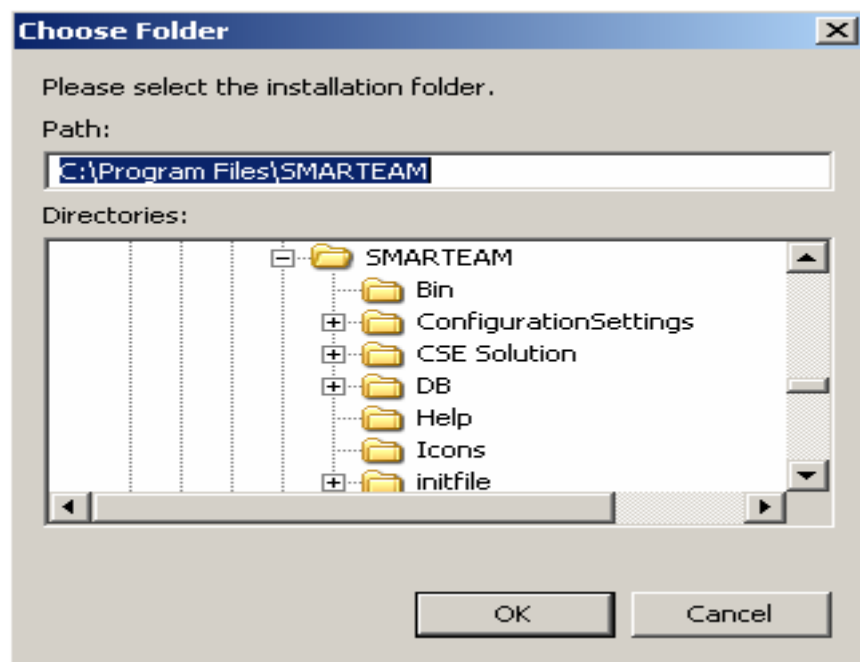 Choose Folder
Please select the installation folder.
Path:
C:\Program Files\SMARTEAM
Directories:
SMARTEAM
Bin
ConfigurationSettings
CSE Solution
DB
Help
Icons
initfile
OK Cancel